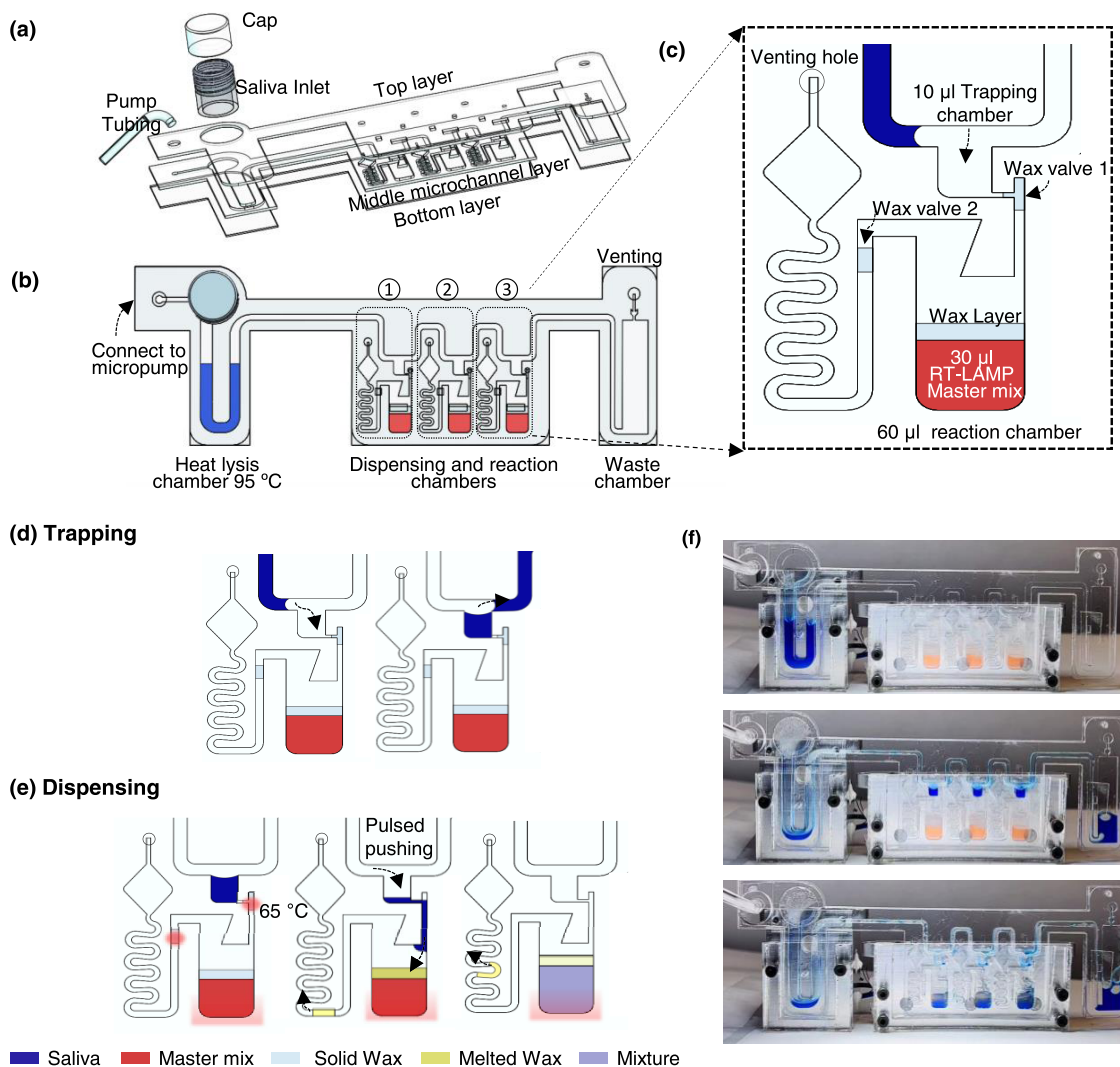 (a)
Cap
Saliva Inlet
Pump
Tubing
Top layer
Middle microchannel layer
Bottom layer
(b)
1
2
3
Venting
Connect to
micropump
Heat lysis
chamber 95 ºC
Dispensing and reaction
chambers
Waste
chamber
(c)
Venting hole
10 µl Trapping
chamber
Wax valve 1
Wax valve 2
Wax Layer
30 µl
RT-LAMP
Master mix
60 µl reaction chamber
(d) Trapping
(e) Dispensing
65 °C
Pulsed
pushing
Saliva
Master mix
Solid Wax
Melted Wax
Mixture
(f)